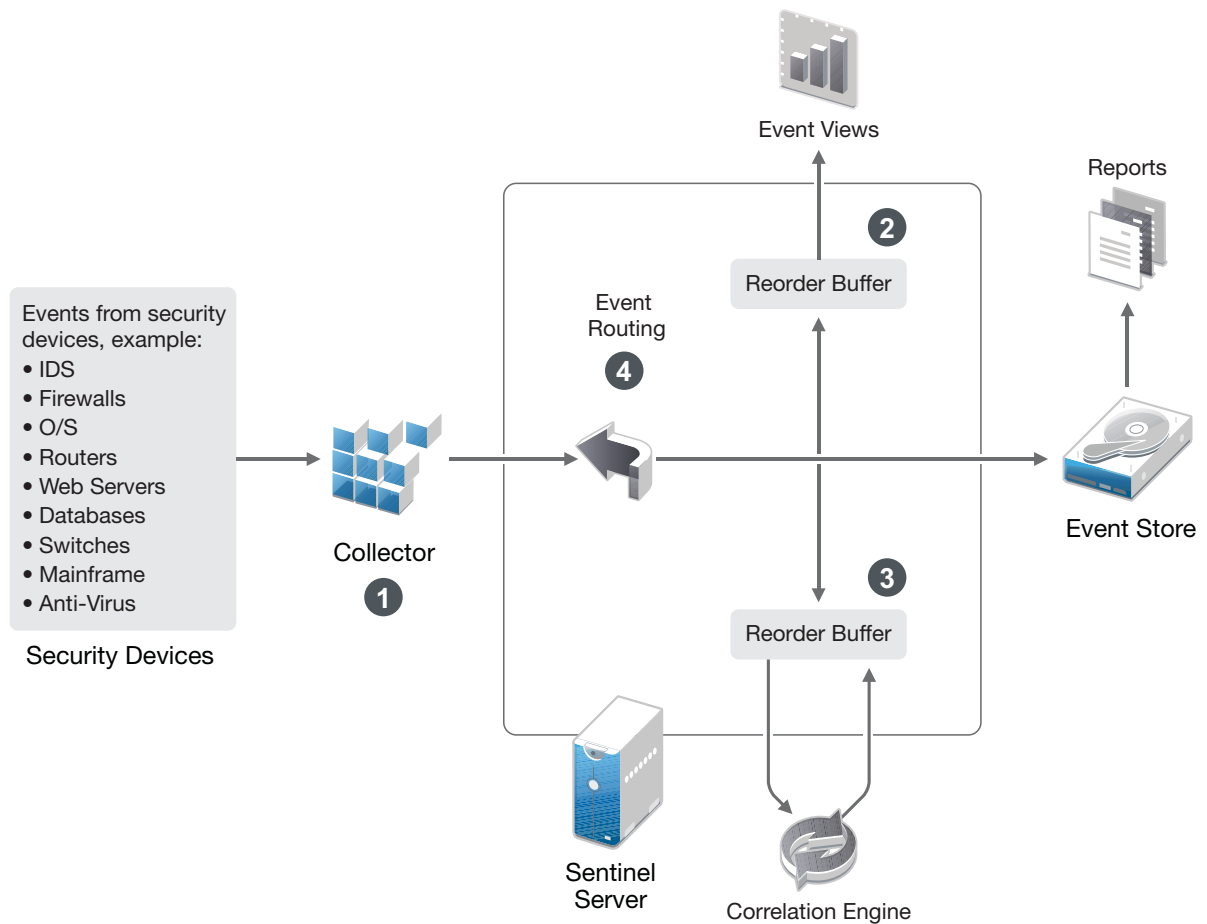 Event Views
Reports
2
Reorder Buffer
Events from security
devices, example:
• IDS
• Firewalls
• O/S
• Routers
• Web Servers
• Databases
• Switches
• Mainframe
• Anti-Virus
Security Devices
Event
Routing
4
Collector
1
Event Store
3
Reorder Buffer
Sentinel
Server
Correlation Engine